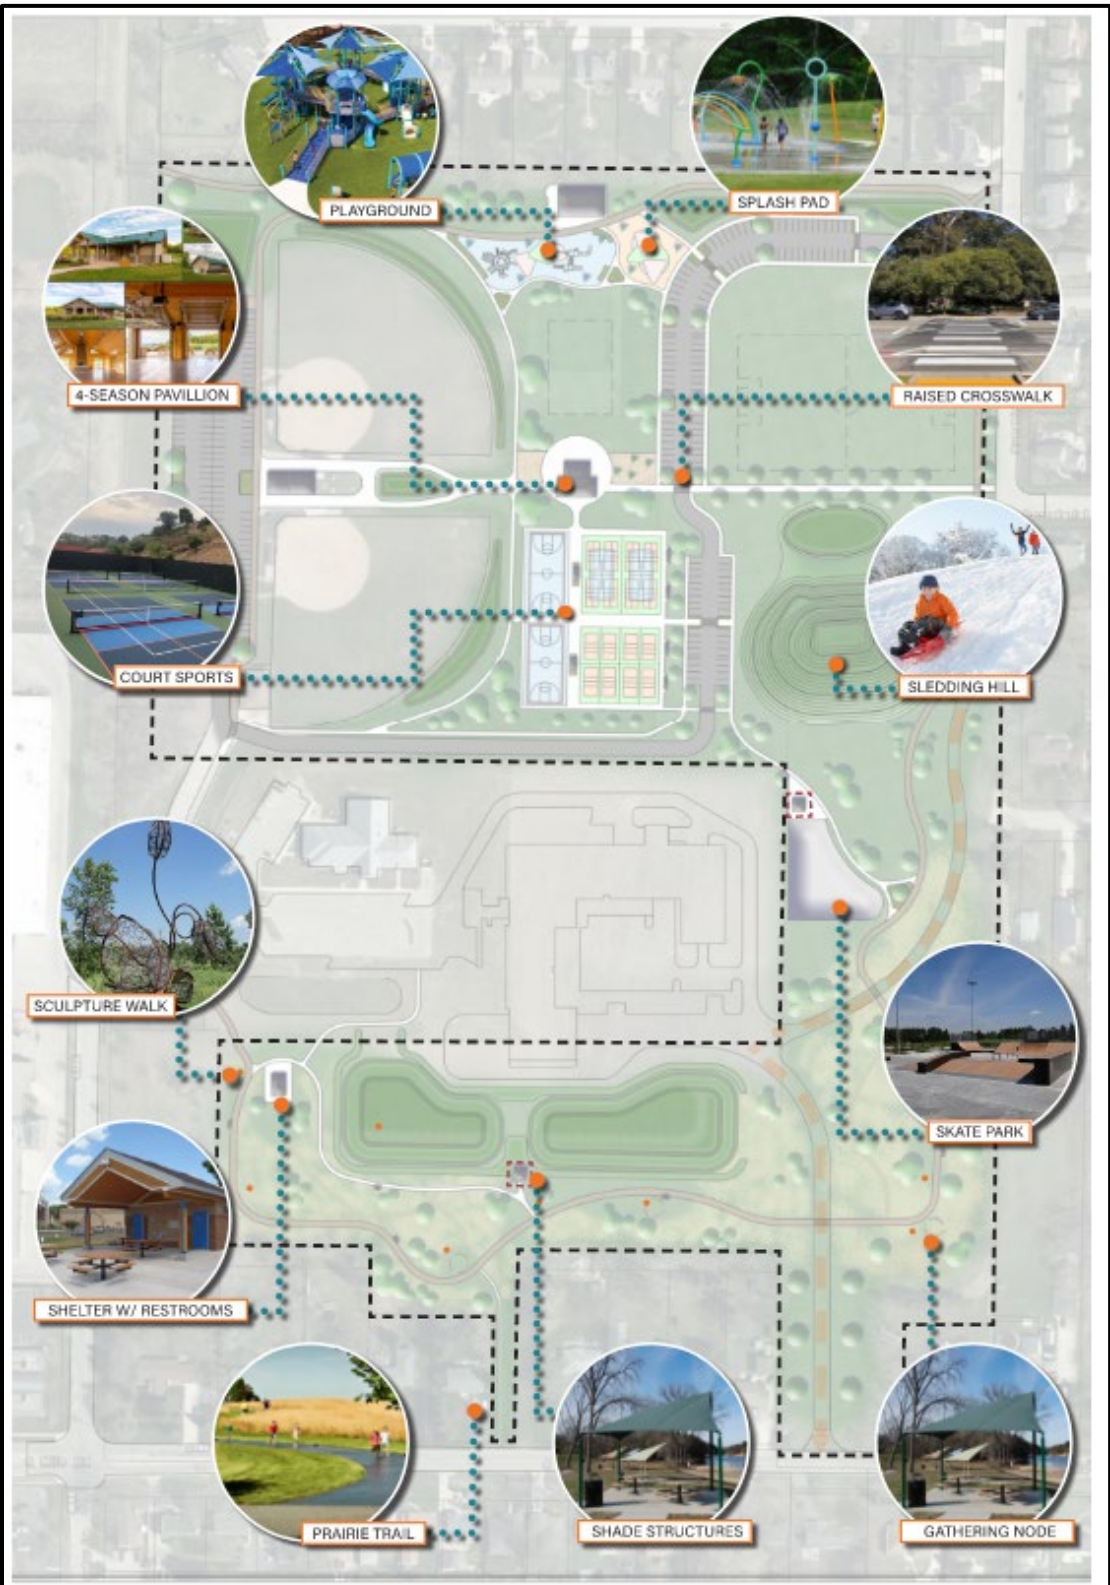 PLAYGROUND
SPLASH PAD
4-SEASON PAVILLION
RAISED CROSSWALK
COURT SPORTS
SLEDDING HILL
SCULPTURE WALK
SKATE PARK
SHELTER W/ RESTROOMS
PRAIRIE TRAIL
SHADE STRUCTURES
GATHERING NODE